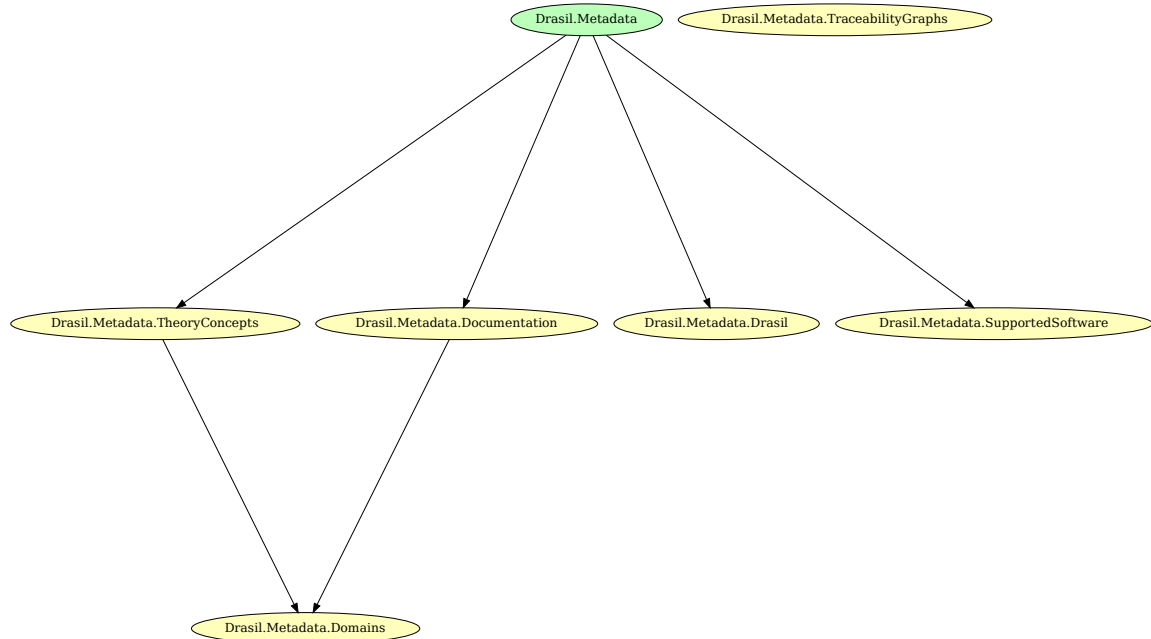 Drasil.Metadata
Drasil.Metadata.TraceabilityGraphs
Drasil.Metadata.TheoryConcepts
Drasil.Metadata.Documentation
Drasil.Metadata.Drasil
Drasil.Metadata.SupportedSoftware
Drasil.Metadata.Domains